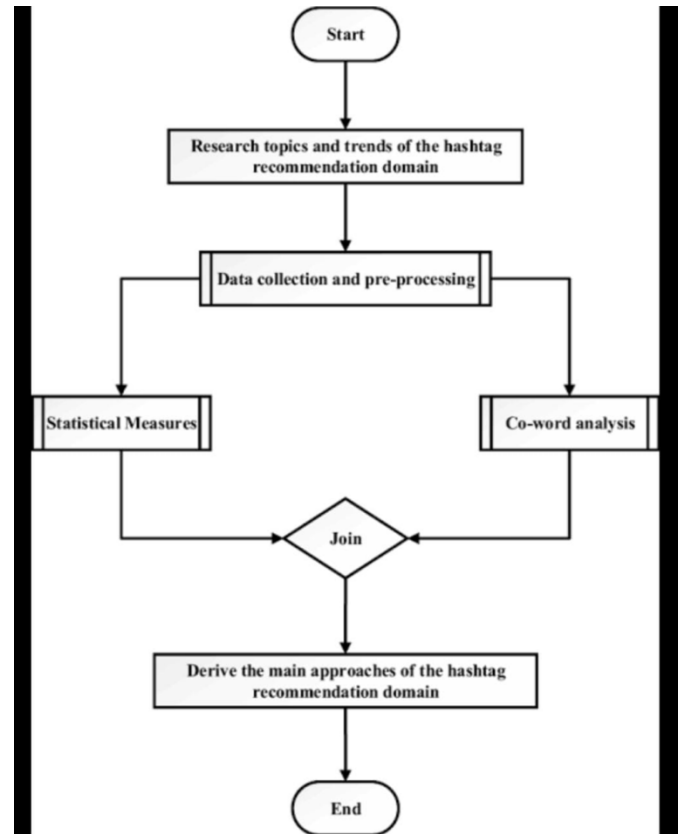 Start
Research topics and trends of the hashtag
recommendation domain
Data collection and pre-processing
Statistical Measures
Co-word analysis
Join
Derive the main approaches of the hashtag
recommendation domain
End